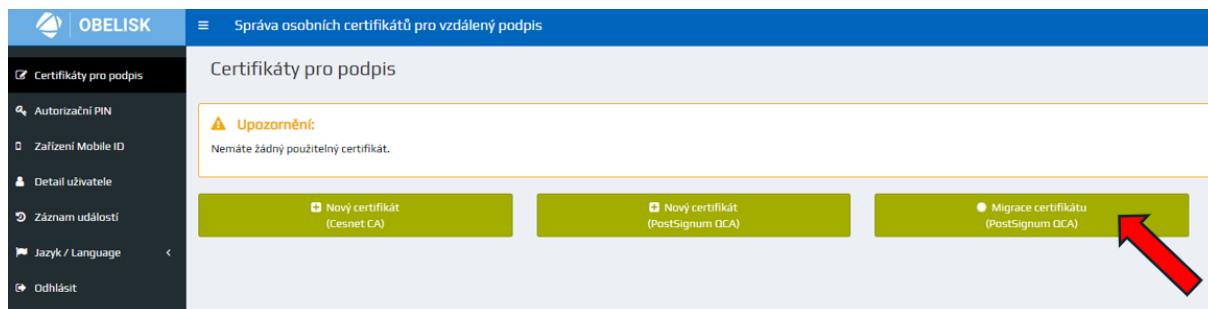 OBELISK
Správa osobních certifikátů pro vzdálený podpis
Certifikáty pro podpis
Autorizační PIN
Zařízení Mobile ID
Detail uživatele
Záznam událostí
Jazyk / Language
Odhlásit
Certifikáty pro podpis
Upozornění:
Nemáte žádný použitelný certifikát.
Nový certifikát
(Cesnet CA)
Nový certifikát
(PostSignum QCA)
Migrace certifikátu
(PostSignum QCA)